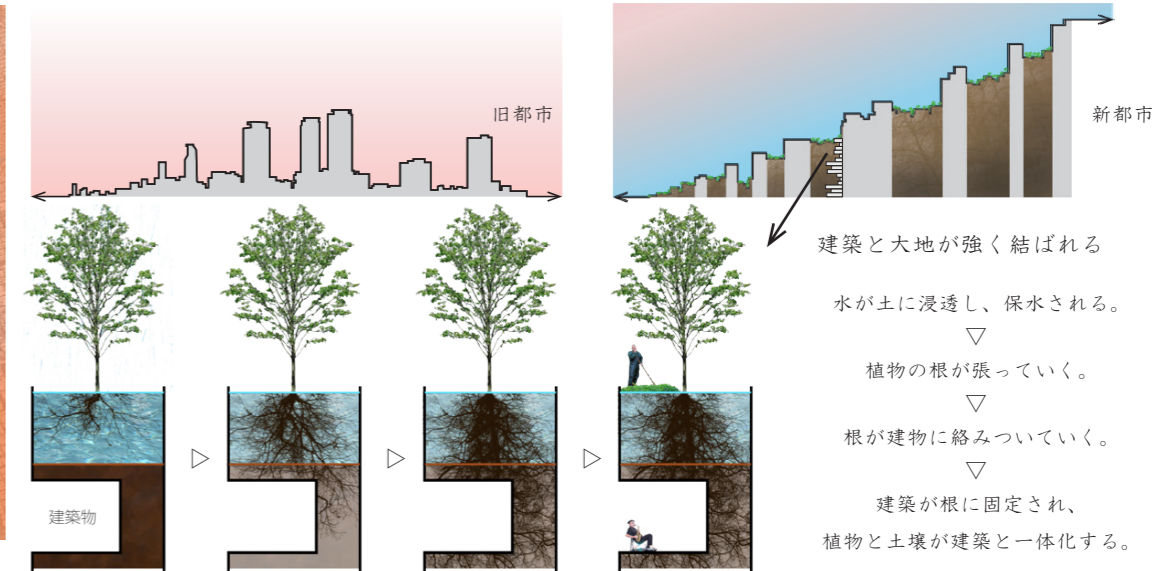 旧都市
新都市
建築と大地が強く結ばれる
水が土に浸透し、保水される。
▽
植物の根が張っていく。
▽
根が建物に絡みついていく。
▽
建築が根に固定され、
植物と土壌が建築と一体化する。
建築物
▷ ▷ ▷